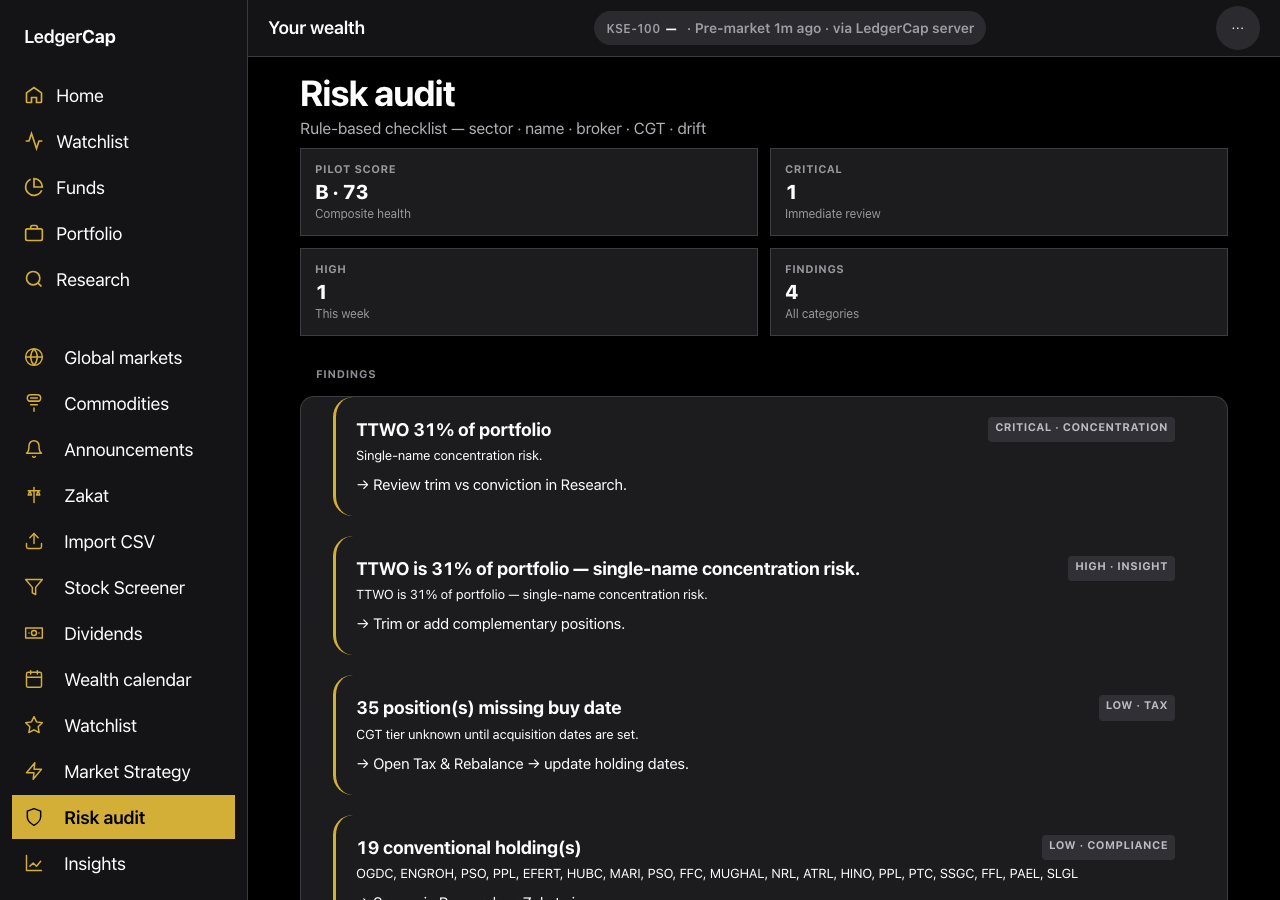 LedgerCap
Home
Watchlist
Funds
Portfolio
Research
Global markets
Commodities
Announcements
Zakat
Import CSV
Stock Screener
Dividends
Wealth calendar
Watchlist
Market Strategy
Risk audit
Insights
Your wealth
KSE-100 — · Pre-market 1m ago · via LedgerCap server
...
Risk audit
Rule-based checklist — sector · name · broker · CGT · drift
PILOT SCORE
B · 73
Composite health
CRITICAL
1
Immediate review
HIGH
1
This week
FINDINGS
4
All categories
FINDINGS
TTWO 31% of portfolio
CRITICAL · CONCENTRATION
Single-name concentration risk.
→ Review trim vs conviction in Research.
TTWO is 31% of portfolio — single-name concentration risk.
HIGH · INSIGHT
TTWO is 31% of portfolio — single-name concentration risk.
→ Trim or add complementary positions.
35 position(s) missing buy date
LOW · TAX
CGT tier unknown until acquisition dates are set.
→ Open Tax & Rebalance → update holding dates.
19 conventional holding(s)
LOW · COMPLIANCE
OGDC, ENGROH, PSO, PPL, EFERT, HUBC, MARI, PSO, FFC, MUGHAL, NRL, ATRL, HINO, PPL, PTC, SSGC, FFL, PAEL, SLGL